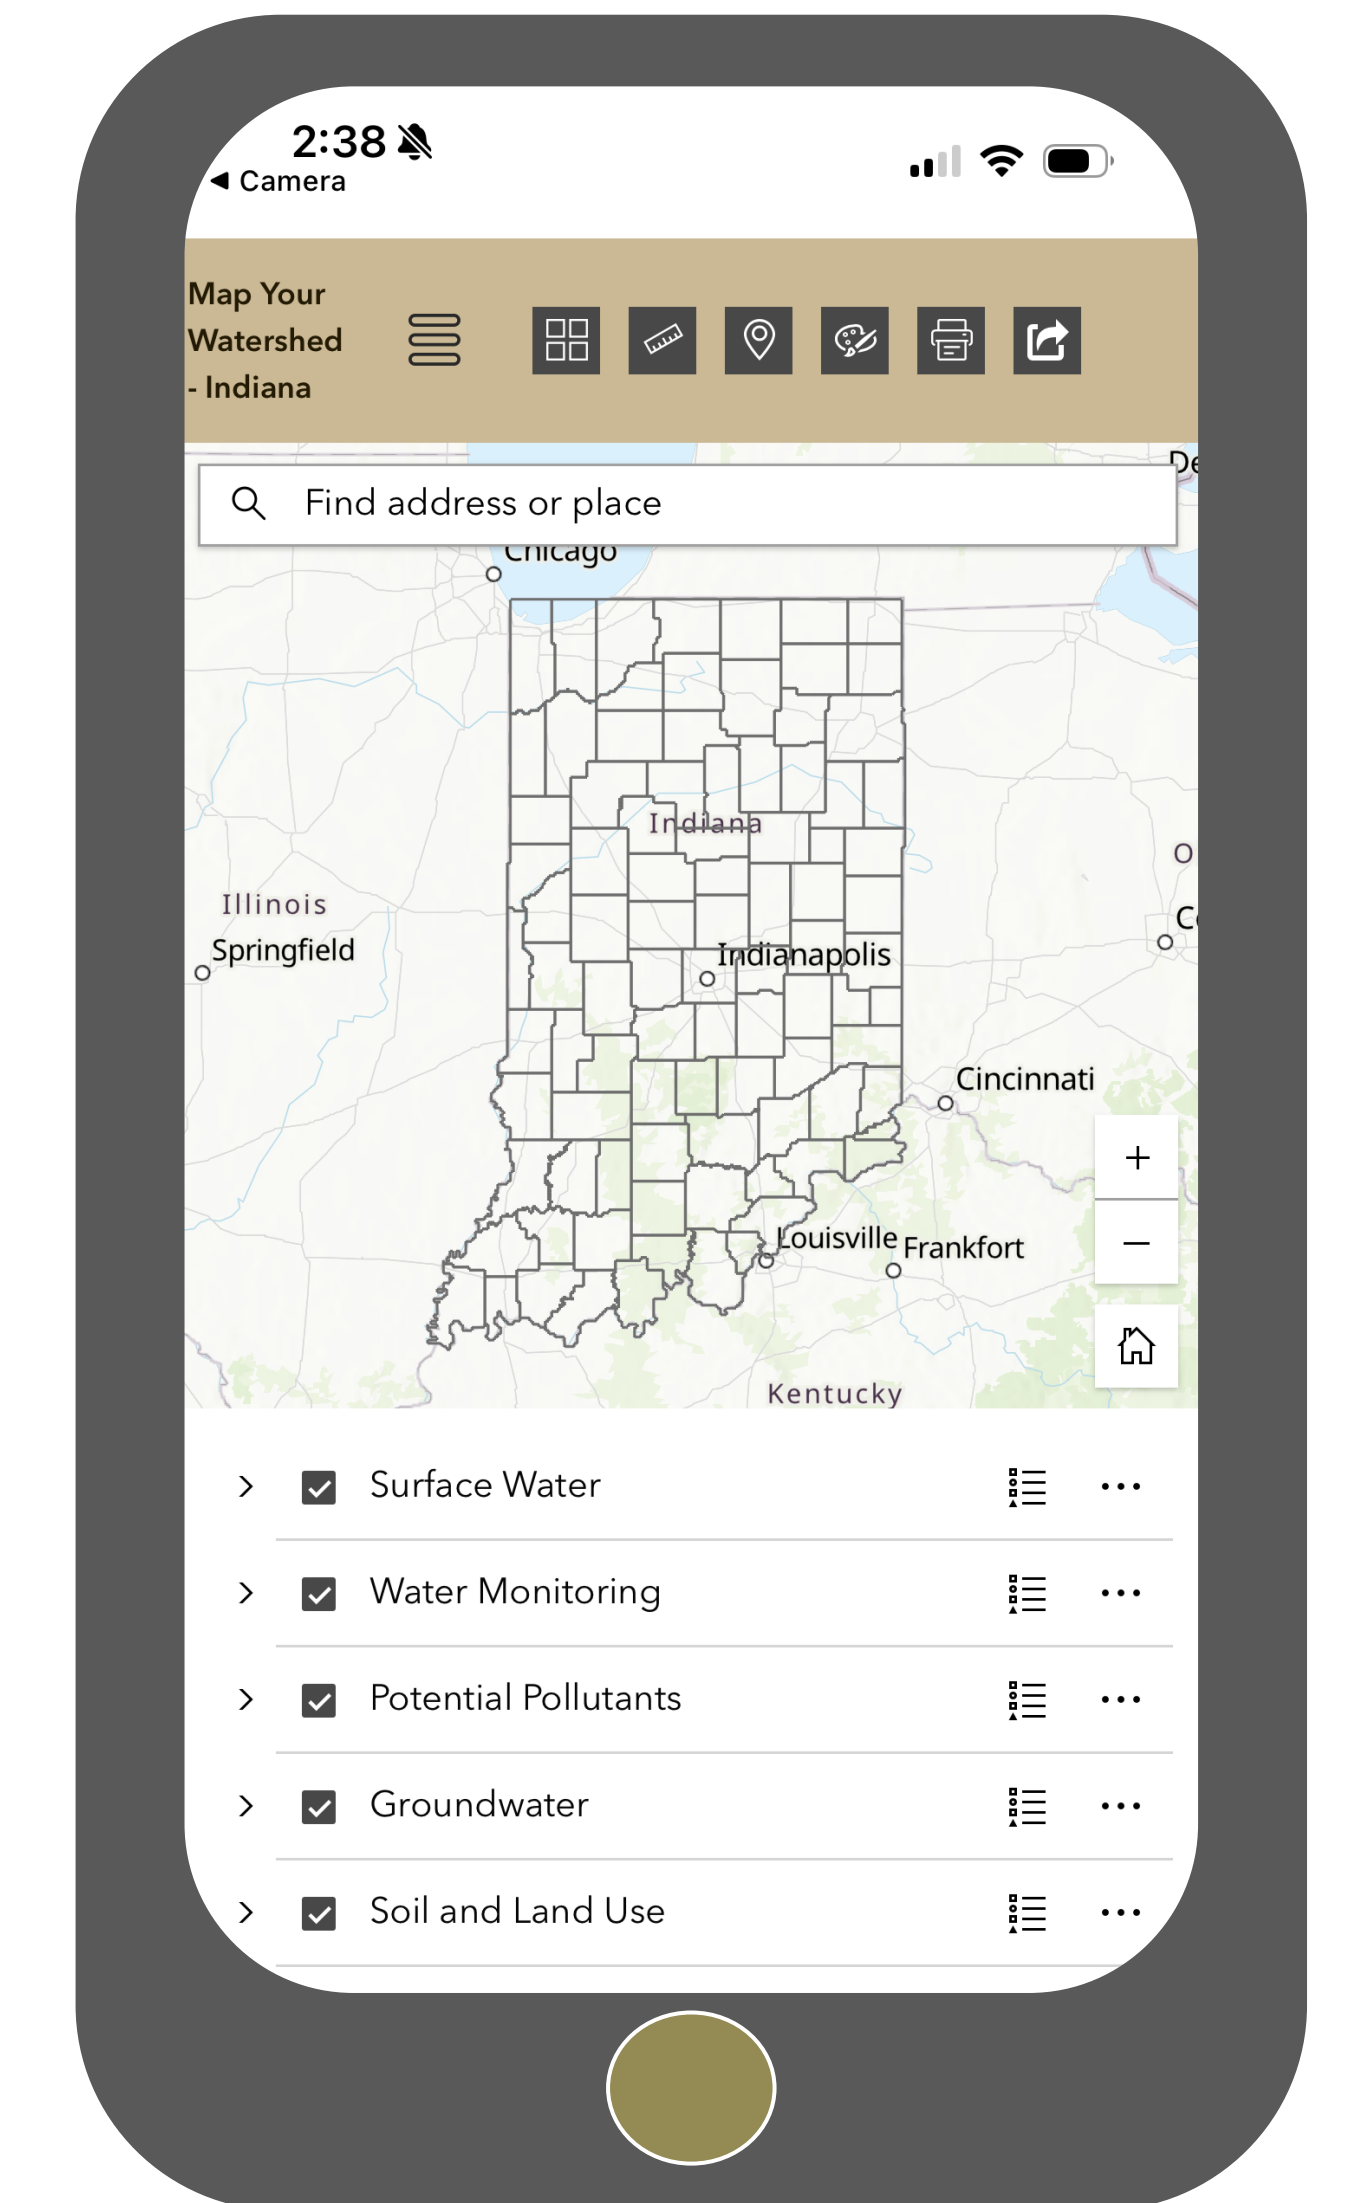 2:38
Camera
Map Your
Watershed
- Indiana
De
Find address or place
Chicago
Indiana
O
Illinois
Springfield
Indianapolis
Cincinnati
+
−
Louisville
Frankfort
Kentucky
Surface Water
...
Water Monitoring
...
Potential Pollutants
...
Groundwater
...
Soil and Land Use
...